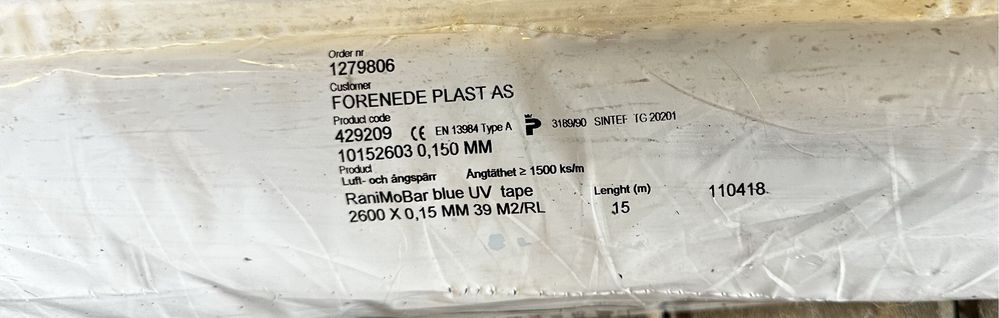 Order nr
1279806
Customer
FORENEDE PLAST AS
Product code
429209 CE EN 13984 Type A P 3189/90 SINTEF TG 20201
10152603 0,150 MM
Product
Luft- och ångspärr Ångtäthet ≥ 1500 ks/m
RaniMoBar blue UV tape Lenght (m) 110418
2600 X 0,15 MM 39 M2/RL 15